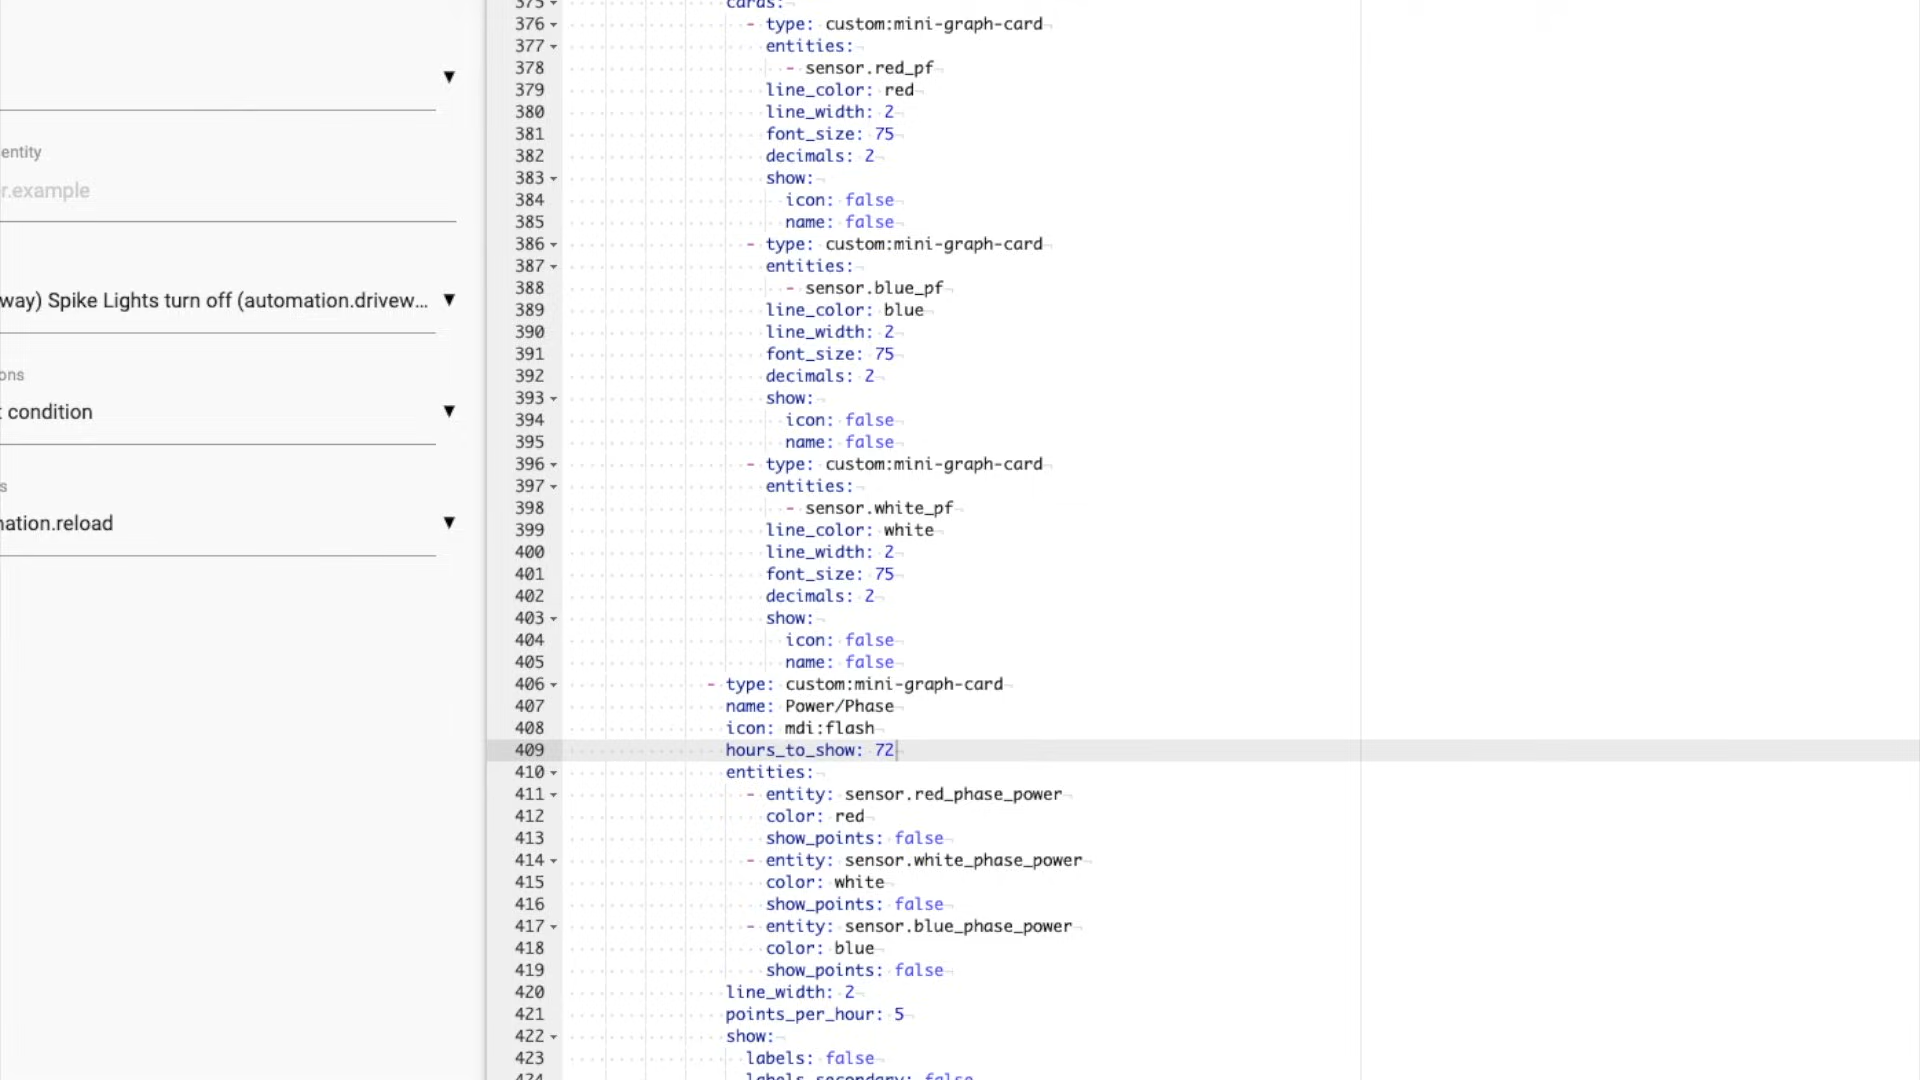 entity
r.example
way) Spike Lights turn off (automation.drivew...
ons
condition
s
nation.reload
375 cards:
376 - type: custom:mini-graph-card
377 entities:
378 - sensor.red_pf
379 line_color: red
380 line_width: 2
381 font_size: 75
382 decimals: 2
383 show:
384 icon: false
385 name: false
386 - type: custom:mini-graph-card
387 entities:
388 - sensor.blue_pf
389 line_color: blue
390 line_width: 2
391 font_size: 75
392 decimals: 2
393 show:
394 icon: false
395 name: false
396 - type: custom:mini-graph-card
397 entities:
398 - sensor.white_pf
399 line_color: white
400 line_width: 2
401 font_size: 75
402 decimals: 2
403 show:
404 icon: false
405 name: false
406 - type: custom:mini-graph-card
407 name: Power/Phase
408 icon: mdi:flash
409 hours_to_show: 72
410 entities:
411 - entity: sensor.red_phase_power
412 color: red
413 show_points: false
414 - entity: sensor.white_phase_power
415 color: white
416 show_points: false
417 - entity: sensor.blue_phase_power
418 color: blue
419 show_points: false
420 line_width: 2
421 points_per_hour: 5
422 show:
423 labels: false
424 labels_secondary: false